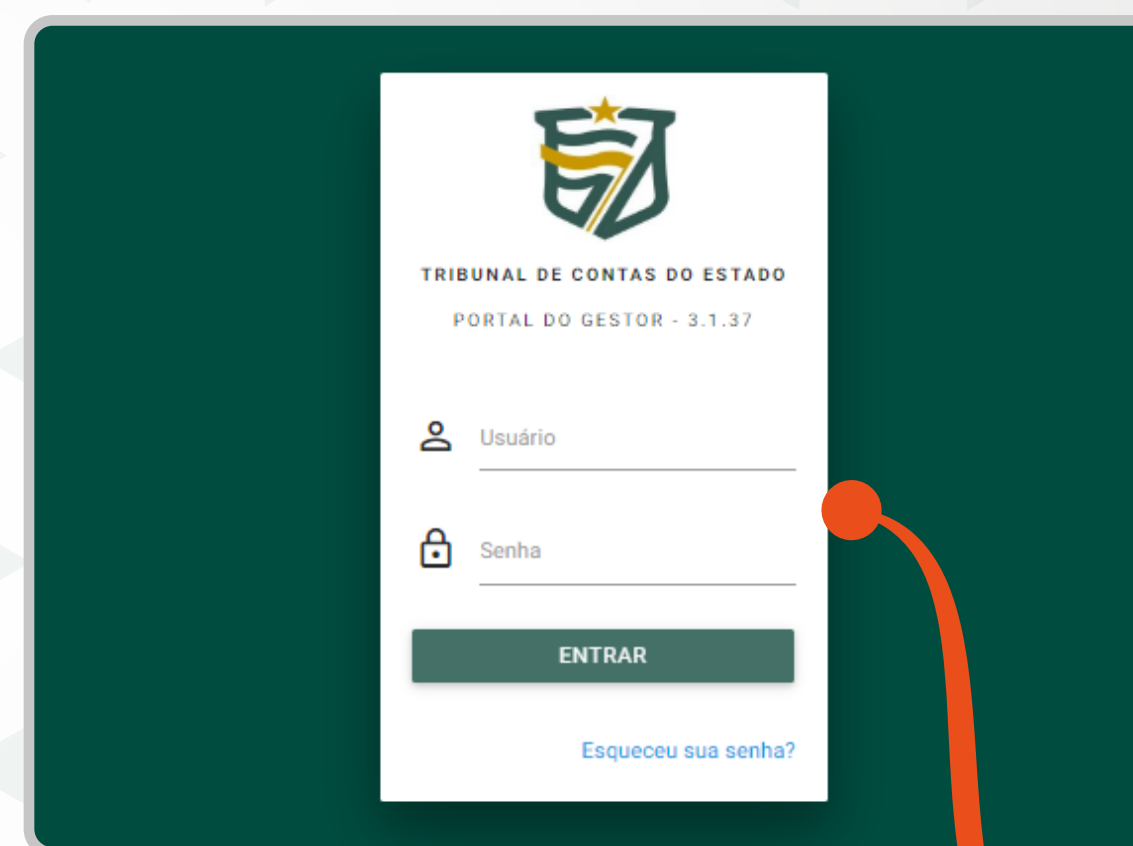 TRIBUNAL DE CONTAS DO ESTADO
PORTAL DO GESTOR - 3.1.37
Usuário
Senha
ENTRAR
Esqueceu sua senha?